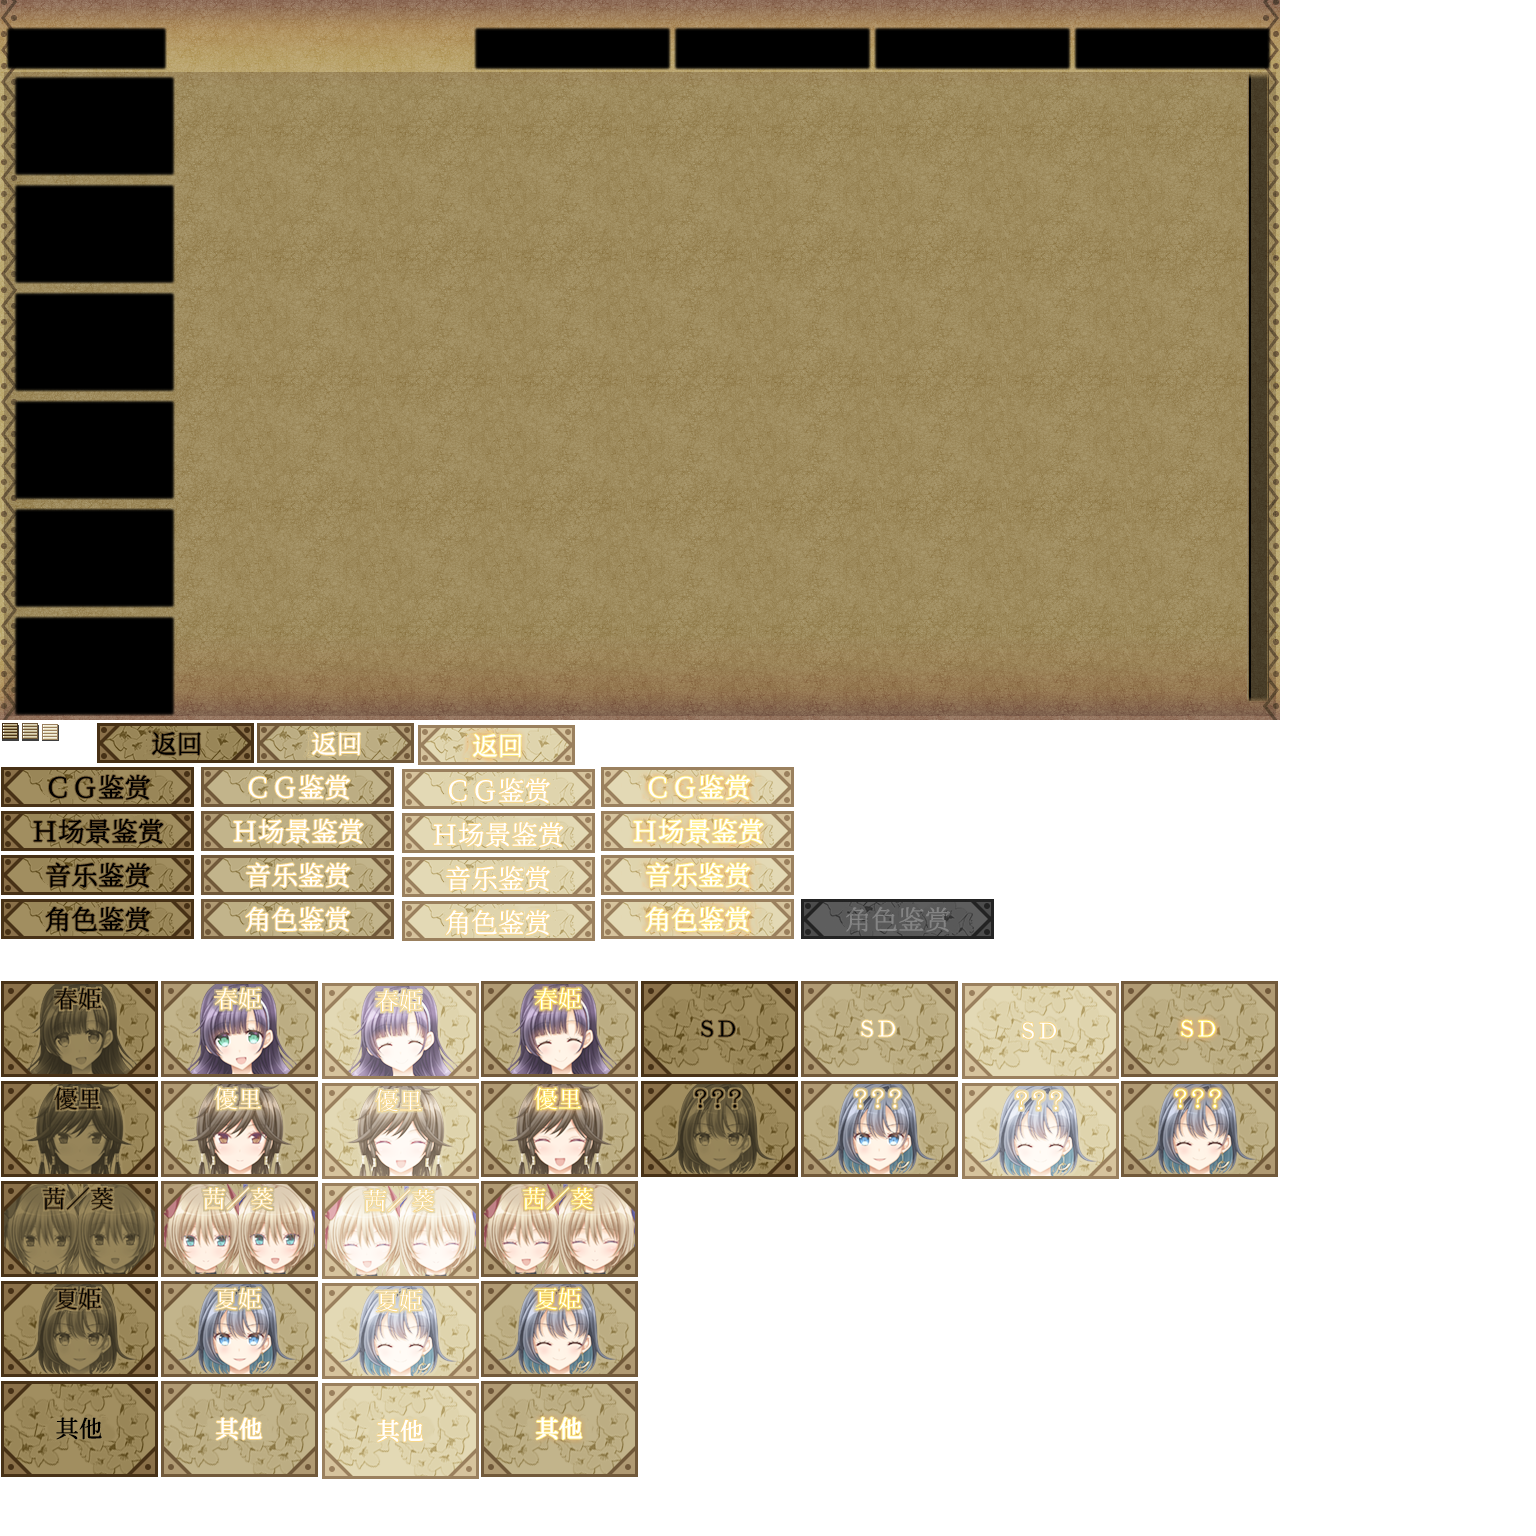 返回 返回 返回
CG鉴赏 CG鉴赏 CG鉴赏 CG鉴赏
H场景鉴赏 H场景鉴赏 H场景鉴赏 H场景鉴赏
音乐鉴赏 音乐鉴赏 音乐鉴赏 音乐鉴赏
角色鉴赏 角色鉴赏 角色鉴赏 角色鉴赏 角色鉴赏
春姫 春姫 春姫 春姫 SD SD SD SD
優里 優里 優里 優里 ??? ??? ??? ???
茜／葵 茜／葵 茜／葵 茜／葵
夏姫 夏姫 夏姫 夏姫
其他 其他 其他 其他